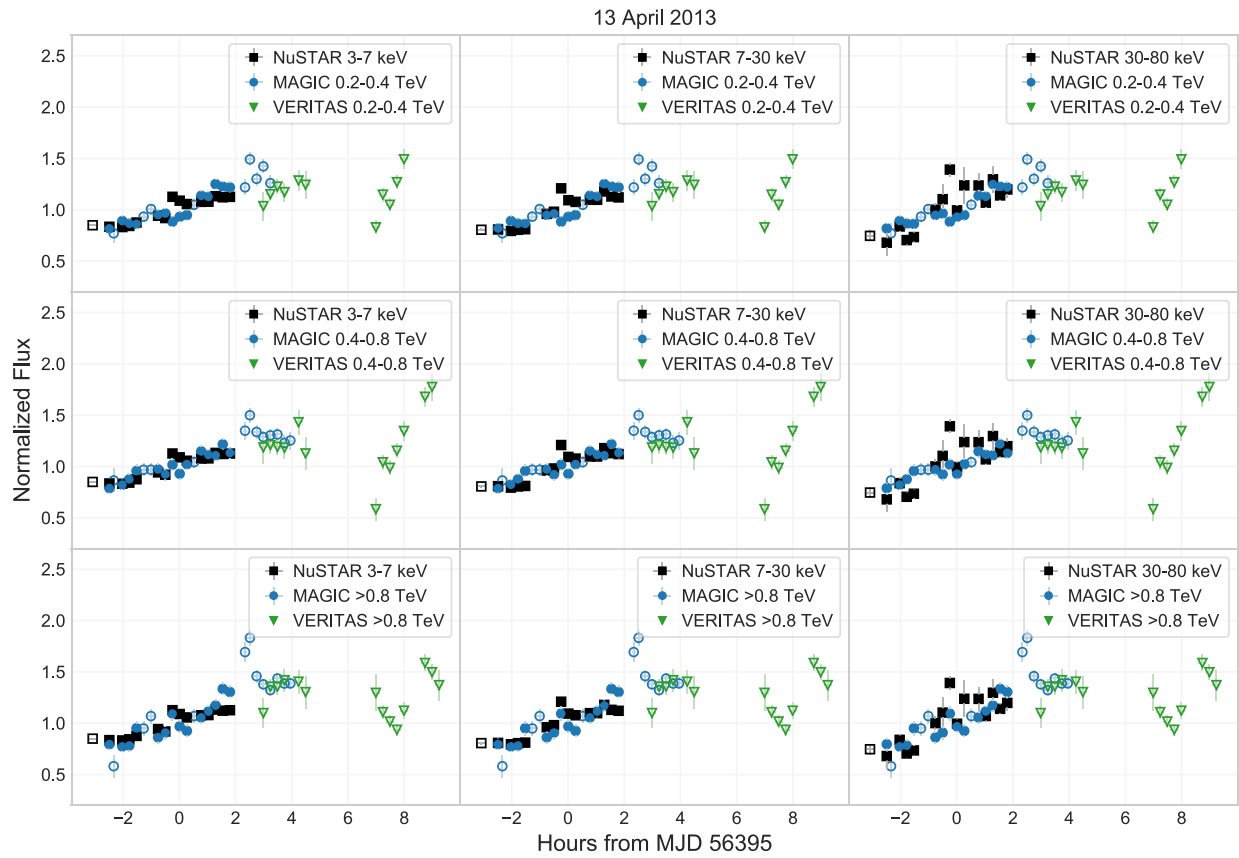 13 April 2013
NuSTAR 3-7 keV
MAGIC 0.2-0.4 TeV
VERITAS 0.2-0.4 TeV
NuSTAR 7-30 keV
MAGIC 0.2-0.4 TeV
VERITAS 0.2-0.4 TeV
NuSTAR 30-80 keV
MAGIC 0.2-0.4 TeV
VERITAS 0.2-0.4 TeV
2.5
2.0
1.5
1.0
0.5
NuSTAR 3-7 keV
MAGIC 0.4-0.8 TeV
VERITAS 0.4-0.8 TeV
NuSTAR 7-30 keV
MAGIC 0.4-0.8 TeV
VERITAS 0.4-0.8 TeV
NuSTAR 30-80 keV
MAGIC 0.4-0.8 TeV
VERITAS 0.4-0.8 TeV
2.5
2.0
1.5
1.0
0.5
Normalized Flux
NuSTAR 3-7 keV
MAGIC >0.8 TeV
VERITAS >0.8 TeV
NuSTAR 7-30 keV
MAGIC >0.8 TeV
VERITAS >0.8 TeV
NuSTAR 30-80 keV
MAGIC >0.8 TeV
VERITAS >0.8 TeV
2.5
2.0
1.5
1.0
0.5
−2 0 2 4 6 8
−2 0 2 4 6 8
−2 0 2 4 6 8
Hours from MJD 56395